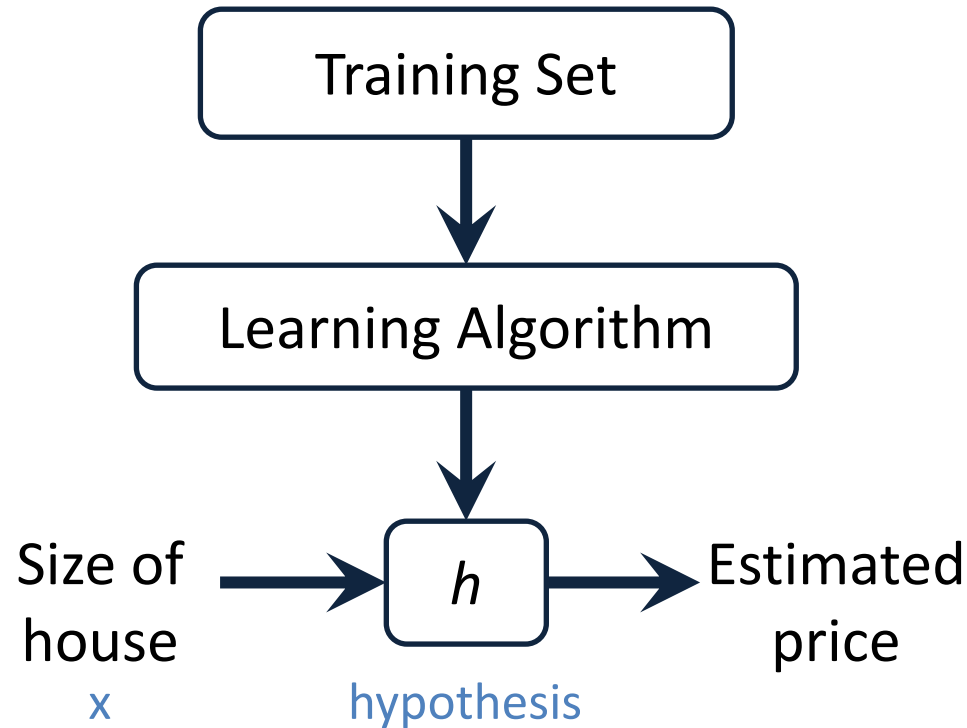 Training Set
Learning Algorithm
Size of
house
x
h
hypothesis
Estimated
price